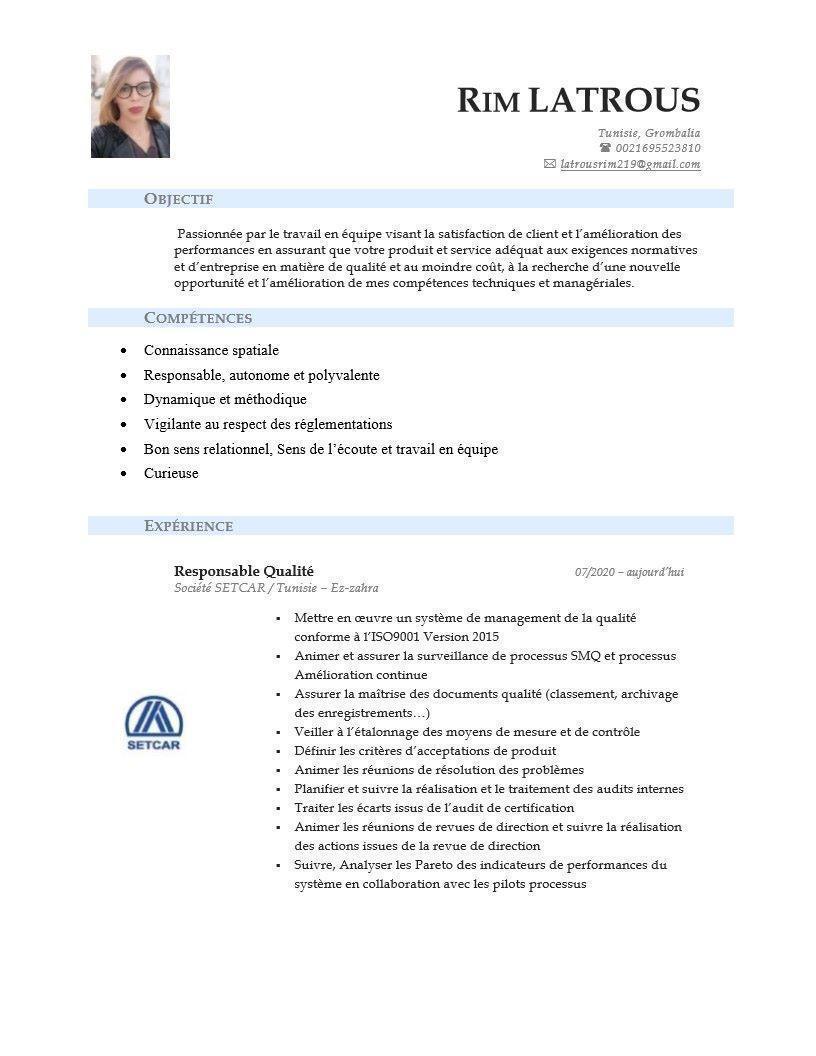 RIM LATROUS
Tunisie, Grombalia
☎ 0021695523810
✉ latrousrim219@gmail.com
OBJECTIF
Passionnée par le travail en équipe visant la satisfaction de client et l’amélioration des
performances en assurant que votre produit et service adéquat aux exigences normatives
et d’entreprise en matière de qualité et au moindre coût, à la recherche d’une nouvelle
opportunité et l’amélioration de mes compétences techniques et managériales.
COMPÉTENCES
• Connaissance spatiale
• Responsable, autonome et polyvalente
• Dynamique et méthodique
• Vigilante au respect des réglementations
• Bon sens relationnel, Sens de l’écoute et travail en équipe
• Curieuse
EXPÉRIENCE
Responsable Qualité 07/2020 – aujourd’hui
Société SETCAR / Tunisie – Ez-zahra
▪ Mettre en œuvre un système de management de la qualité
conforme à l’ISO9001 Version 2015
▪ Animer et assurer la surveillance de processus SMQ et processus
Amélioration continue
▪ Assurer la maîtrise des documents qualité (classement, archivage
des enregistrements…)
▪ Veiller à l’étalonnage des moyens de mesure et de contrôle
▪ Définir les critères d’acceptations de produit
▪ Animer les réunions de résolution des problèmes
▪ Planifier et suivre la réalisation et le traitement des audits internes
▪ Traiter les écarts issus de l’audit de certification
▪ Animer les réunions de revues de direction et suivre la réalisation
des actions issues de la revue de direction
▪ Suivre, Analyser les Pareto des indicateurs de performances du
système en collaboration avec les pilots processus
SETCAR